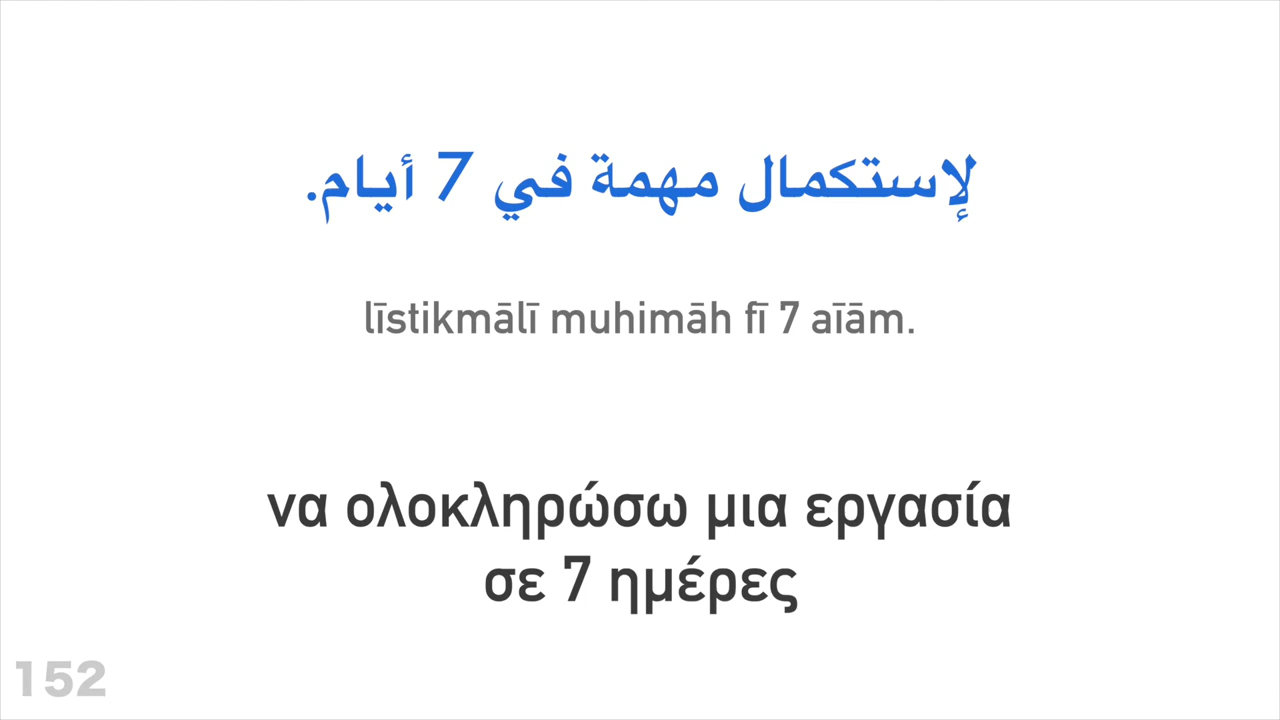 لإستكمال مهمة في 7 أيام.
līstikmālī muhimāh fī 7 aīām.
να ολοκληρώσω μια εργασία
σε 7 ημέρες
152